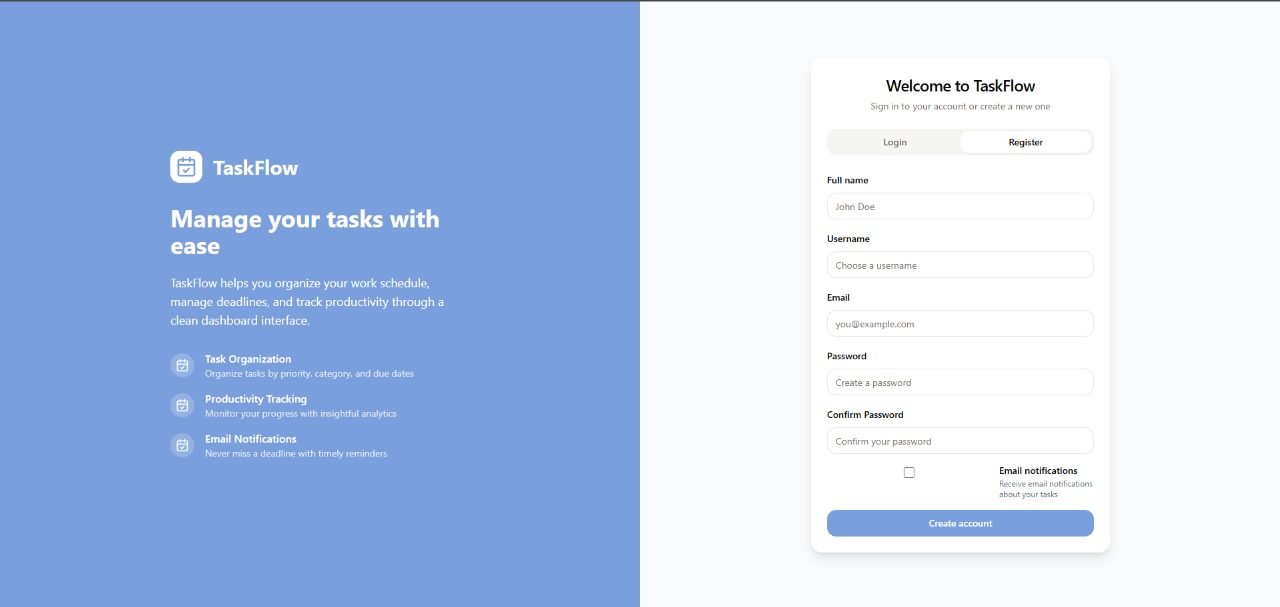 TaskFlow
Manage your tasks with
ease
TaskFlow helps you organize your work schedule,
manage deadlines, and track productivity through a
clean dashboard interface.
Task Organization
Organize tasks by priority, category, and due dates
Productivity Tracking
Monitor your progress with insightful analytics
Email Notifications
Never miss a deadline with timely reminders
Welcome to TaskFlow
Sign in to your account or create a new one
Login
Register
Full name
John Doe
Username
Choose a username
Email
you@example.com
Password
Create a password
Confirm Password
Confirm your password
Email notifications
Receive email notifications
about your tasks
Create account